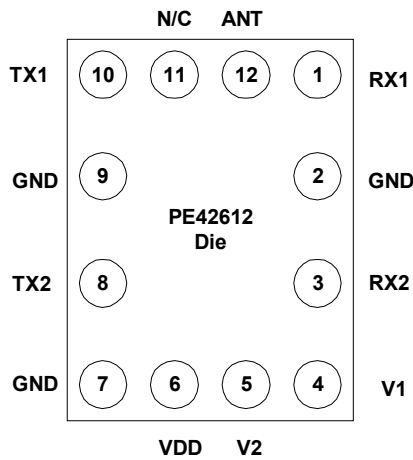 N/C ANT
TX1 10 11 12 1 RX1
GND 9 2 GND
PE42612
Die
TX2 8 3 RX2
GND 7 6 5 4 V1
VDD V2